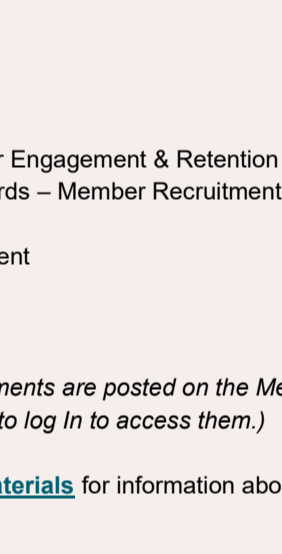 r Engagement & Retention
rds – Member Recruitment
ent
ments are posted on the Me
to log In to access them.)
aterials for information abo